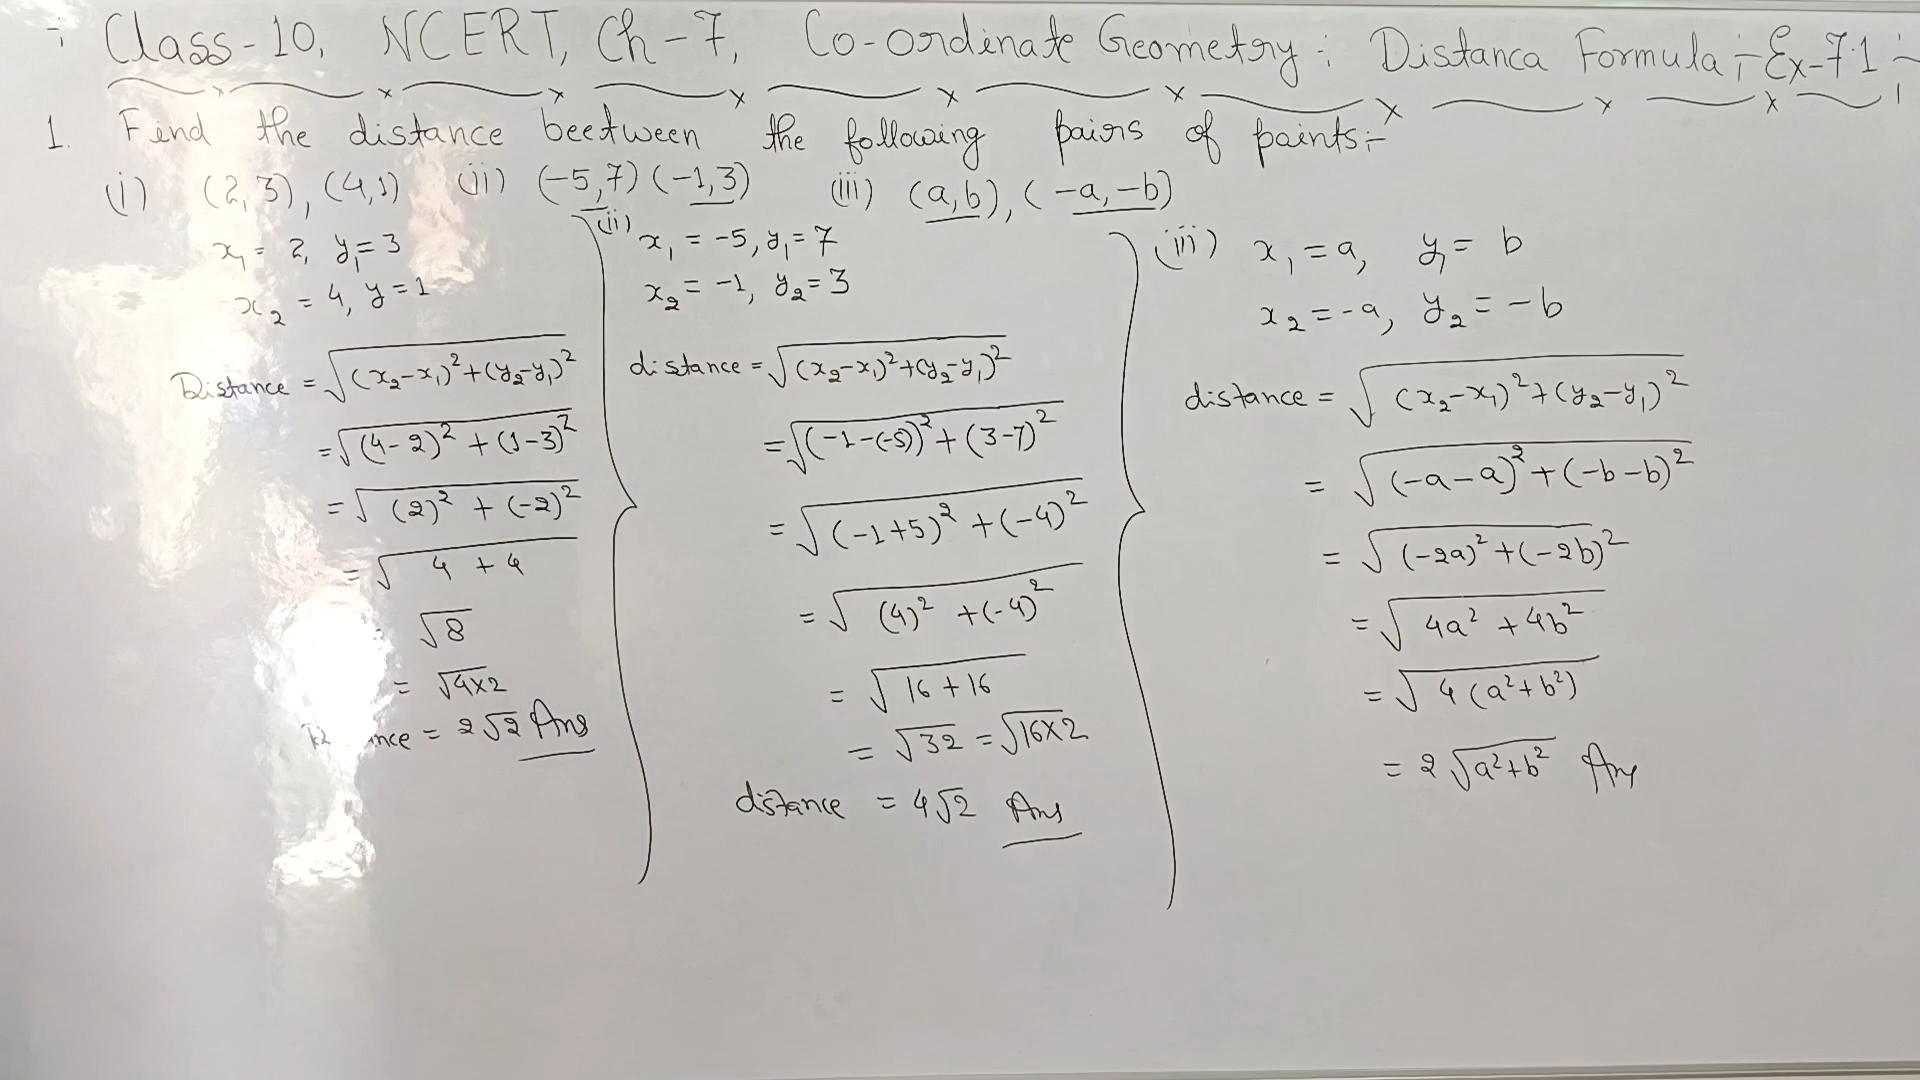 Class-10, NCERT, Ch-7, Co-ordinate Geometry: Distanca Formula;- Ex-7.1:-
1. Find the distance beetween the following pairs of paints:-
(i) (2,3), (4,1) (ii) (-5,7) (-1,3) (iii) (a,b), (-a,-b)
x₁ = 2, y₁ = 3
x₂ = 4, y = 1
Distance = √(x₂-x₁)²+(y₂-y₁)²
= √(4-2)² + (1-3)²
= √(2)² + (-2)²
= √4 + 4
√8
= √4×2
= 2√2 Ans
(ii) x₁ = -5, y₁ = 7
x₂ = -1, y₂ = 3
distance = √(x₂-x₁)²+(y₂-y₁)²
= √(-1-(-5))² + (3-7)²
= √(-1+5)² + (-4)²
= √(4)² + (-4)²
= √16 + 16
= √32 = √16×2
distance = 4√2 Ans
(iii) x₁ = a, y₁ = b
x₂ = -a, y₂ = -b
distance = √(x₂-x₁)²+(y₂-y₁)²
= √(-a-a)² + (-b-b)²
= √(-2a)² + (-2b)²
= √4a² + 4b²
= √4(a²+b²)
= 2√a²+b² Ans